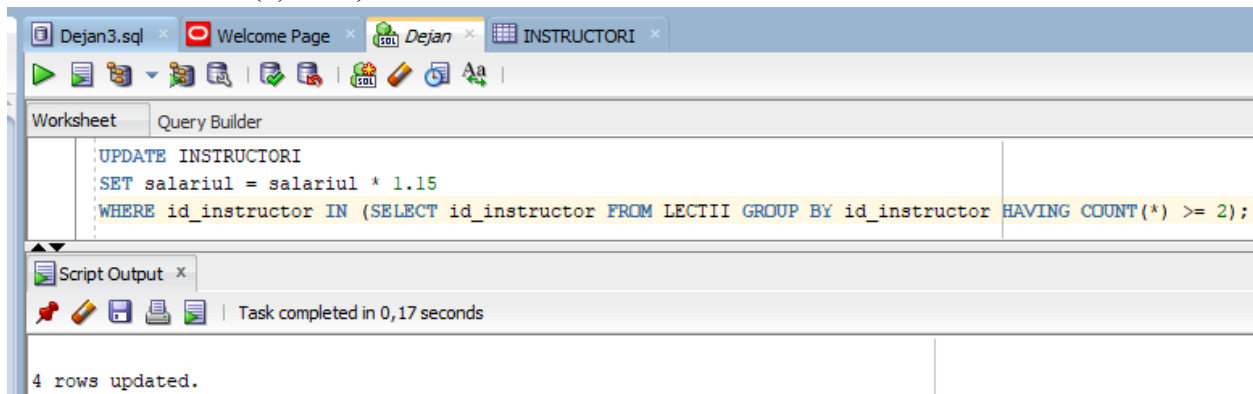 Dejan3.sql Welcome Page Dejan INSTRUCTORI
Worksheet Query Builder
UPDATE INSTRUCTORI
SET salariul = salariul * 1.15
WHERE id_instructor IN (SELECT id_instructor FROM LECTII GROUP BY id_instructor HAVING COUNT(*) >= 2);
Script Output x
Task completed in 0,17 seconds
4 rows updated.